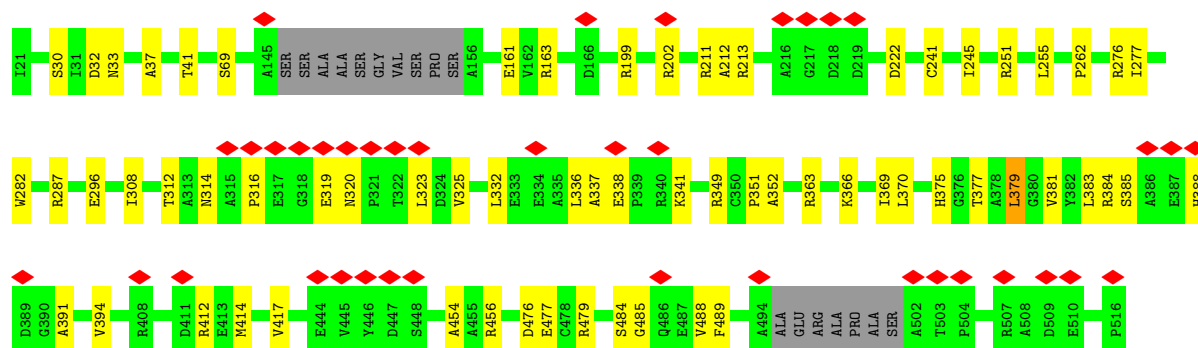 I21 S30 I31 D32 N33 A37 T41 S69 A145 SER SER ALA ALA SER GLY VAL SER PRO SER A156 E161 V162 R163 D166 R199 R202 R211 A212 R213 A216 G217 D218 D219 D222 C241 I245 R251 L255 P262 R276 I277
W282 R287 E296 I308 T312 A313 N314 A315 P316 E317 G318 E319 N320 P321 T322 L323 D324 V325 L332 E333 E334 A335 L336 A337 E338 P339 R340 K341 R349 C350 P351 A352 R363 K366 I369 L370 H375 G376 T377 A378 L379 G380 V381 Y382 L383 R384 S385 A386 E387
D389 G390 A391 V394 R408 D411 R412 E413 M414 V417 E444 V445 Y446 D447 S448 A454 A455 R456 D476 E477 C478 R479 S484 G485 Q486 E487 V488 F489 A494 ALA GLU ARG ALA PRO ALA SER A502 T503 P504 R507 A508 D509 E510 P516